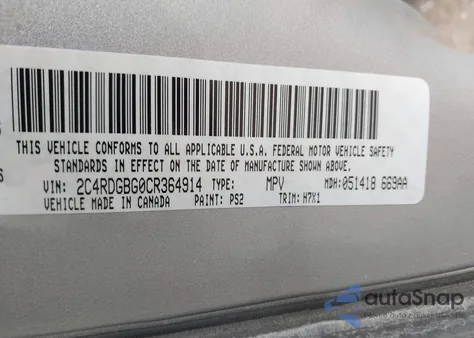 THIS VEHICLE CONFORMS TO ALL APPLICABLE U.S.A. FEDERAL MOTOR VEHICLE SAFETY
STANDARDS IN EFFECT ON THE DATE OF MANUFACTURE SHOWN ABOVE.
VIN: 2C4RDGBG0CR364914 TYPE: MPV MDH: 051418 669AA
VEHICLE MADE IN CANADA PAINT: PS2 TRIM: H7X1
autoSnap